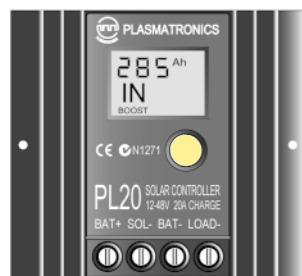 PLASMATRONICS
285 Ah
IN
BOOST
CE N1271
PL20 SOLAR CONTROLLER
12-48V 20A CHARGE
BAT+ SOL- BAT- LOAD-